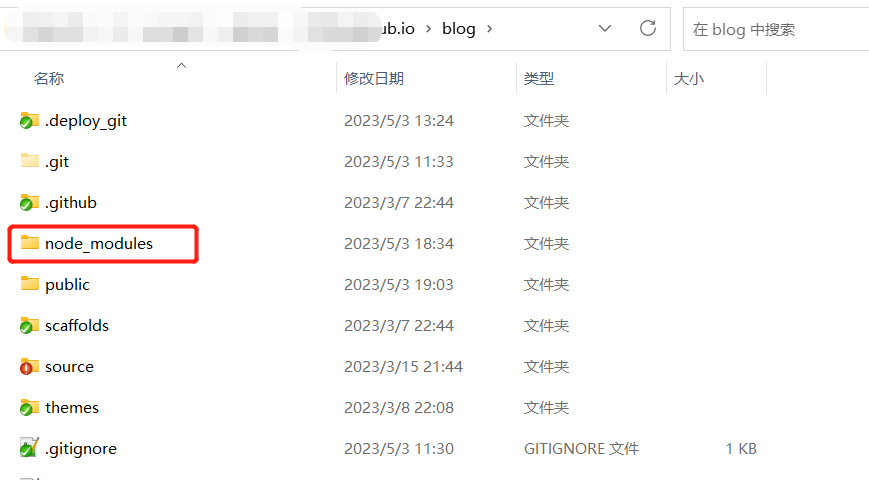 ub.io > blog > 在 blog 中搜索
名称 修改日期 类型 大小
.deploy_git 2023/5/3 13:24 文件夹
.git 2023/5/3 11:33 文件夹
.github 2023/3/7 22:44 文件夹
node_modules 2023/5/3 18:34 文件夹
public 2023/5/3 19:03 文件夹
scaffolds 2023/3/7 22:44 文件夹
source 2023/3/15 21:44 文件夹
themes 2023/3/8 22:08 文件夹
.gitignore 2023/5/3 11:30 GITIGNORE 文件 1 KB